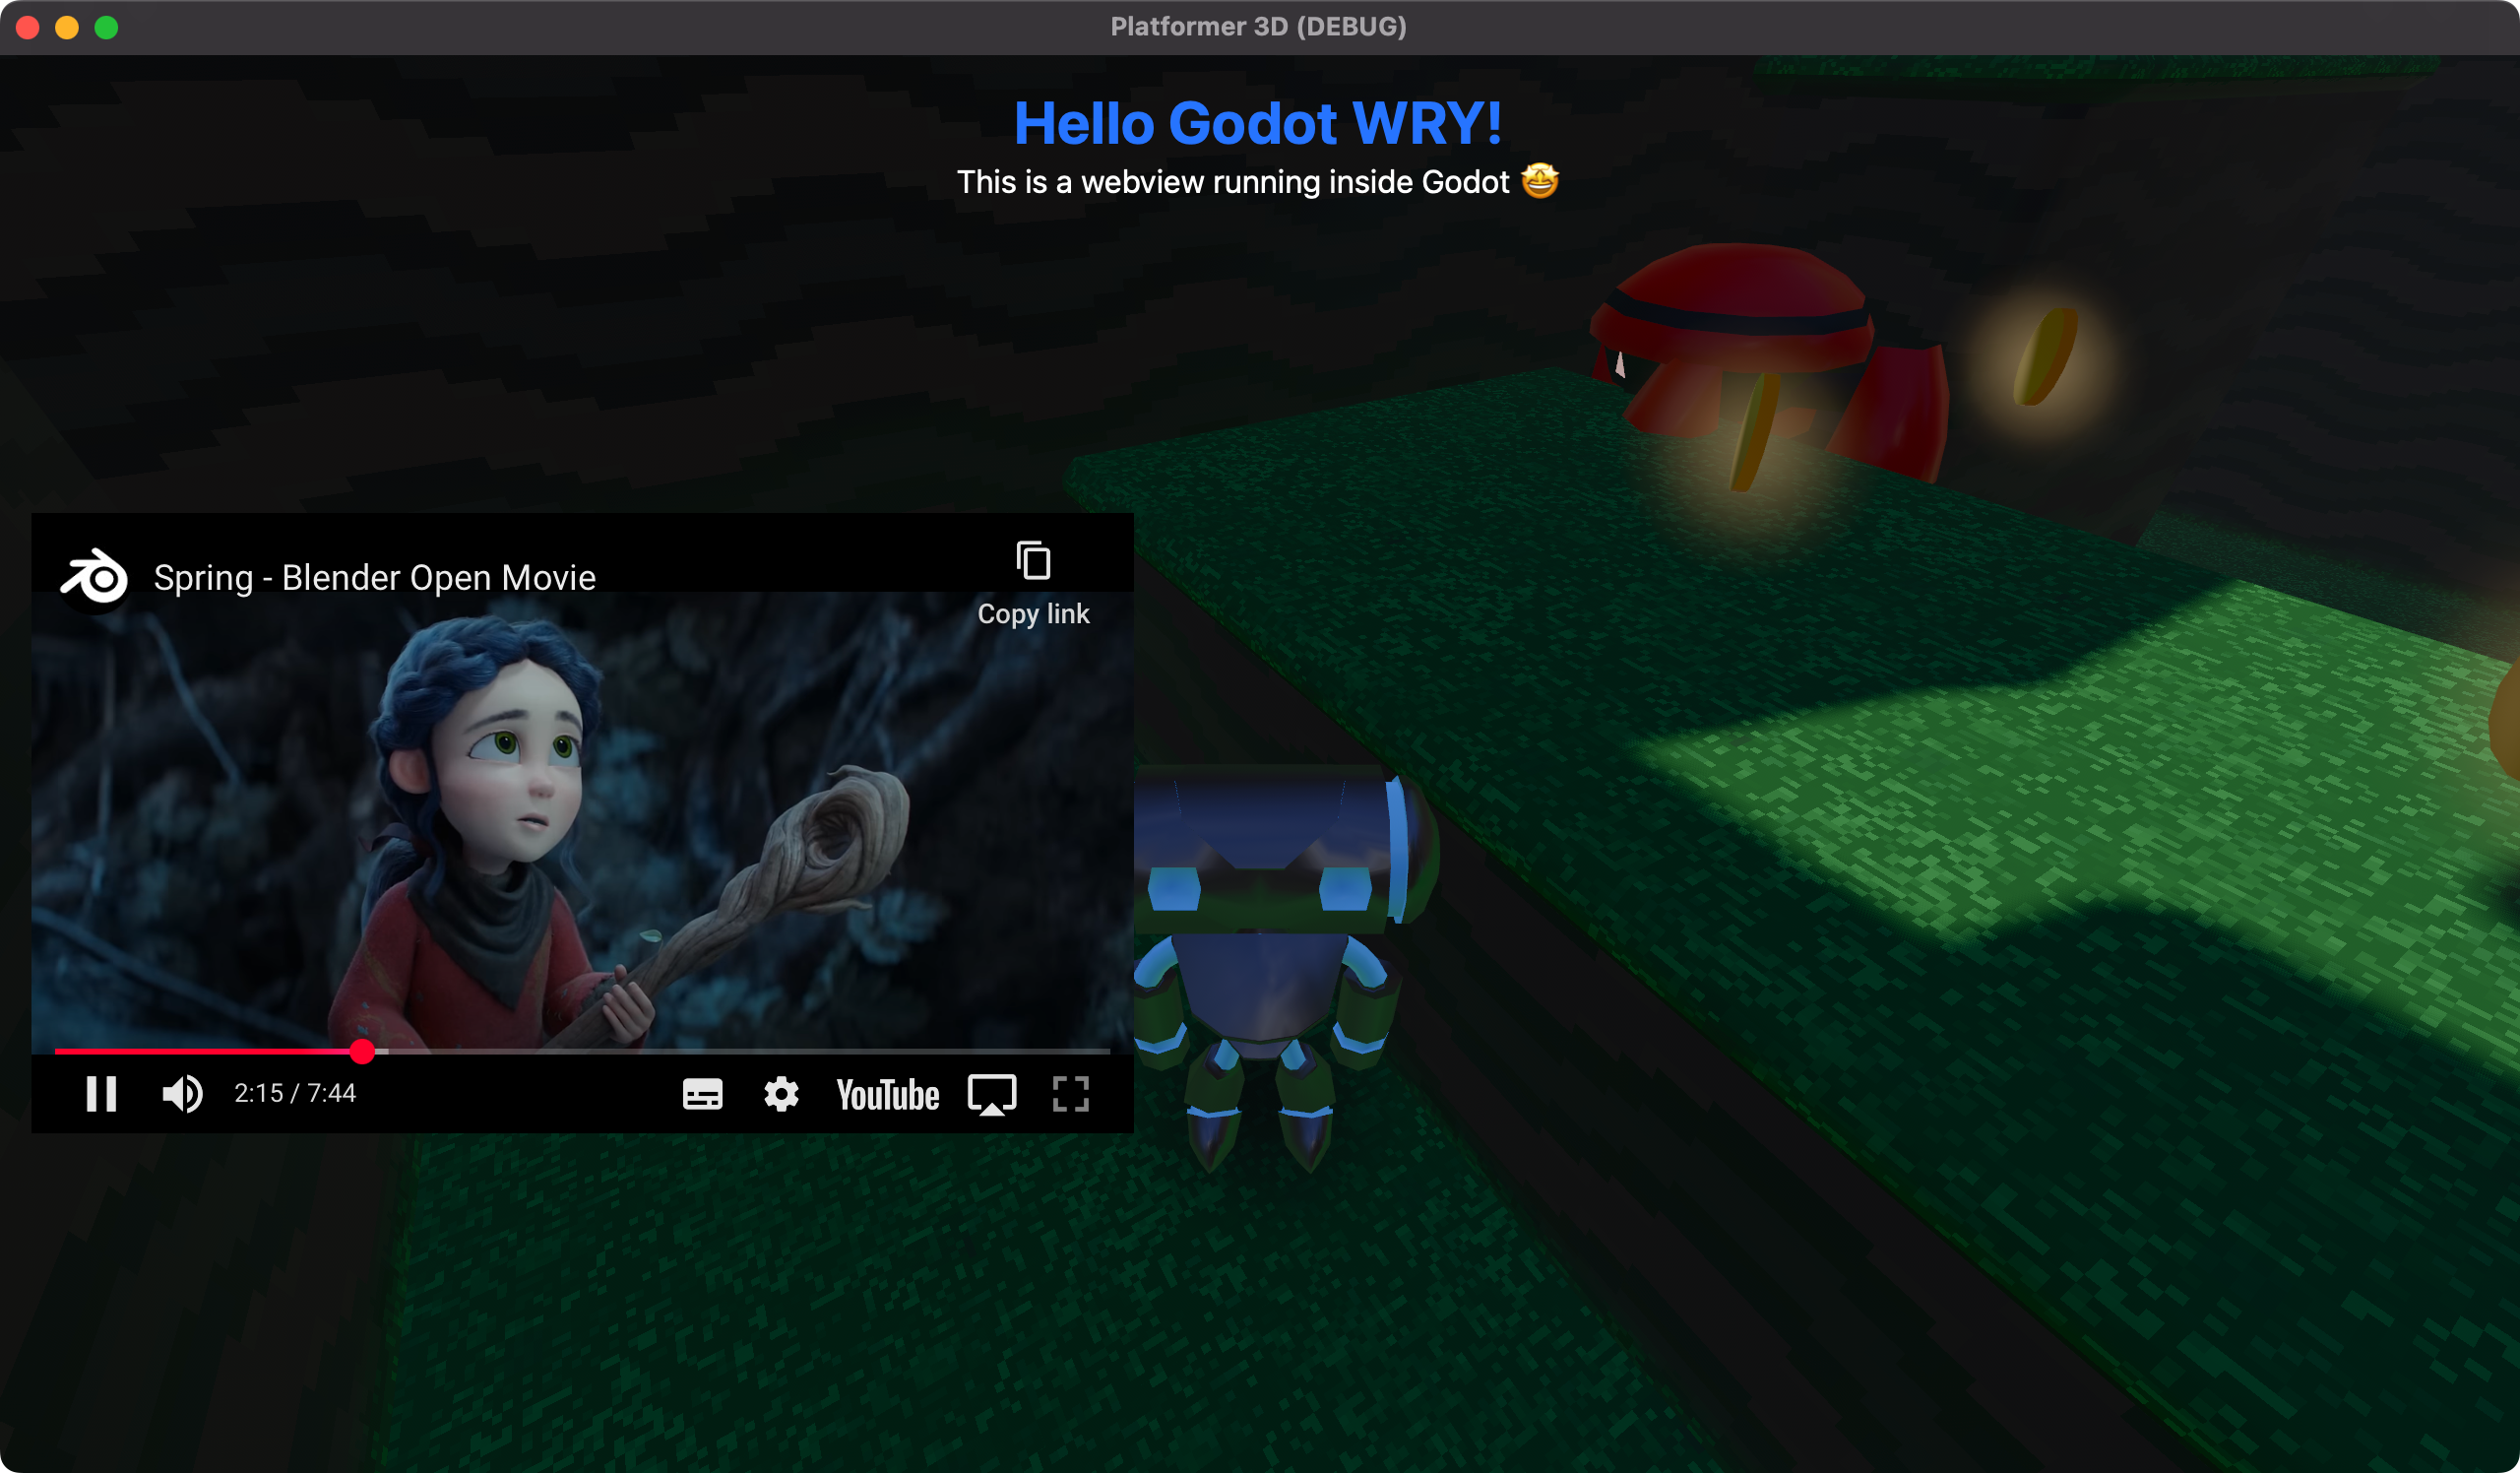 Platformer 3D (DEBUG)
Hello Godot WRY!
This is a webview running inside Godot 🤩
Spring - Blender Open Movie
Copy link
2:15 / 7:44
YouTube